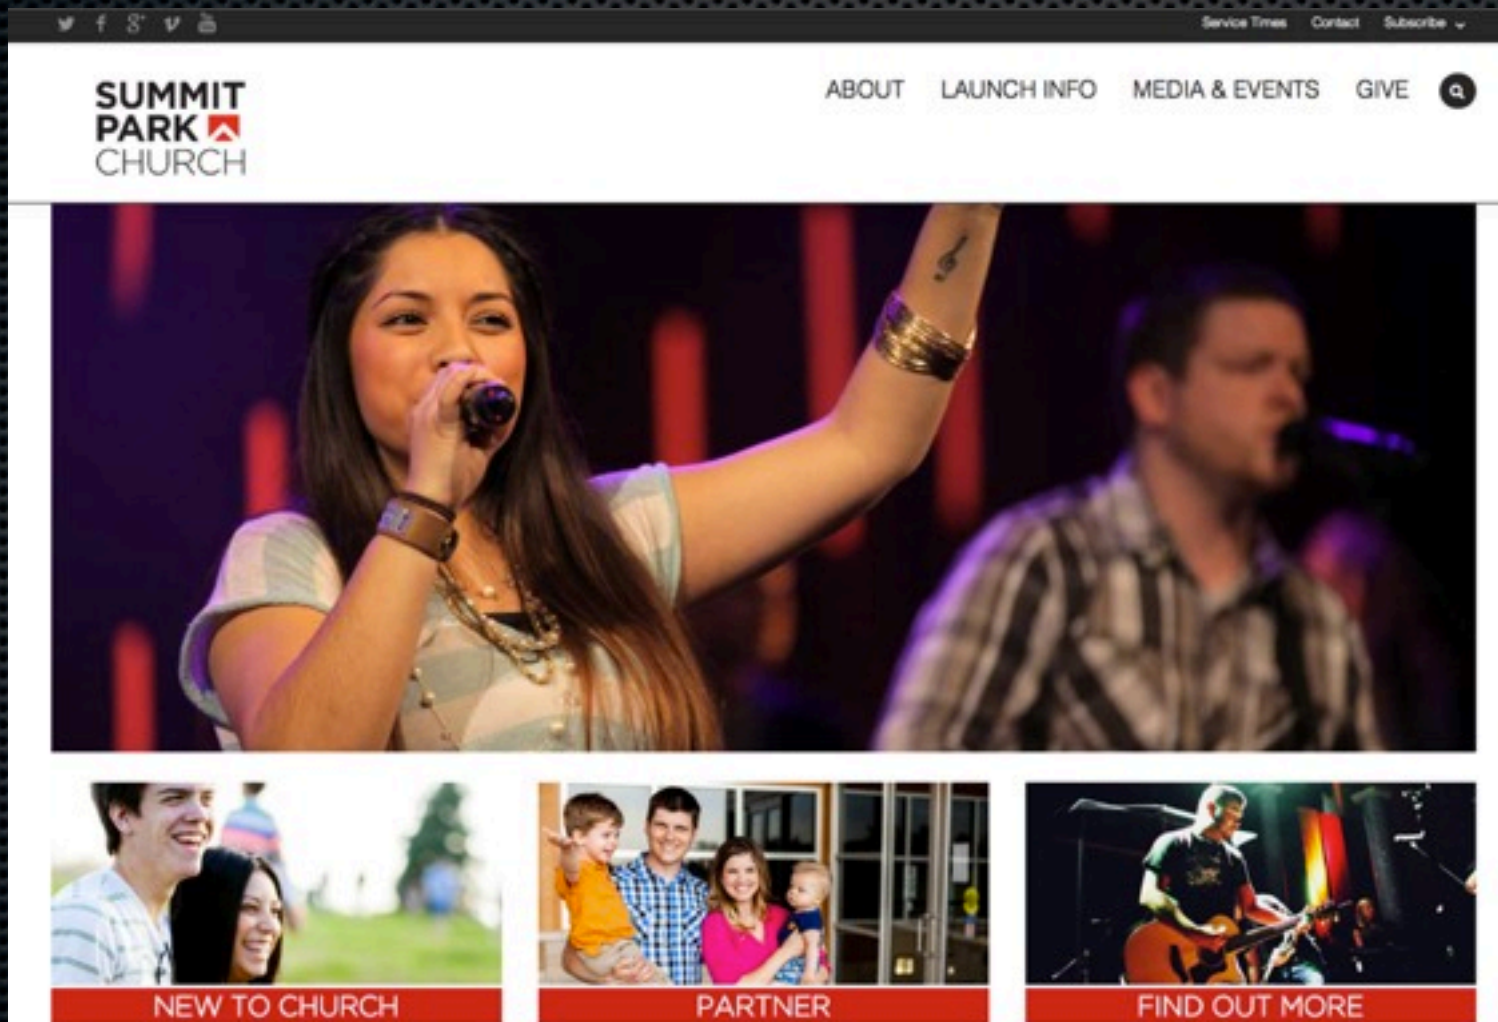 Service Times Contact Subscribe
SUMMIT
PARK
CHURCH
ABOUT LAUNCH INFO MEDIA & EVENTS GIVE
NEW TO CHURCH
PARTNER
FIND OUT MORE